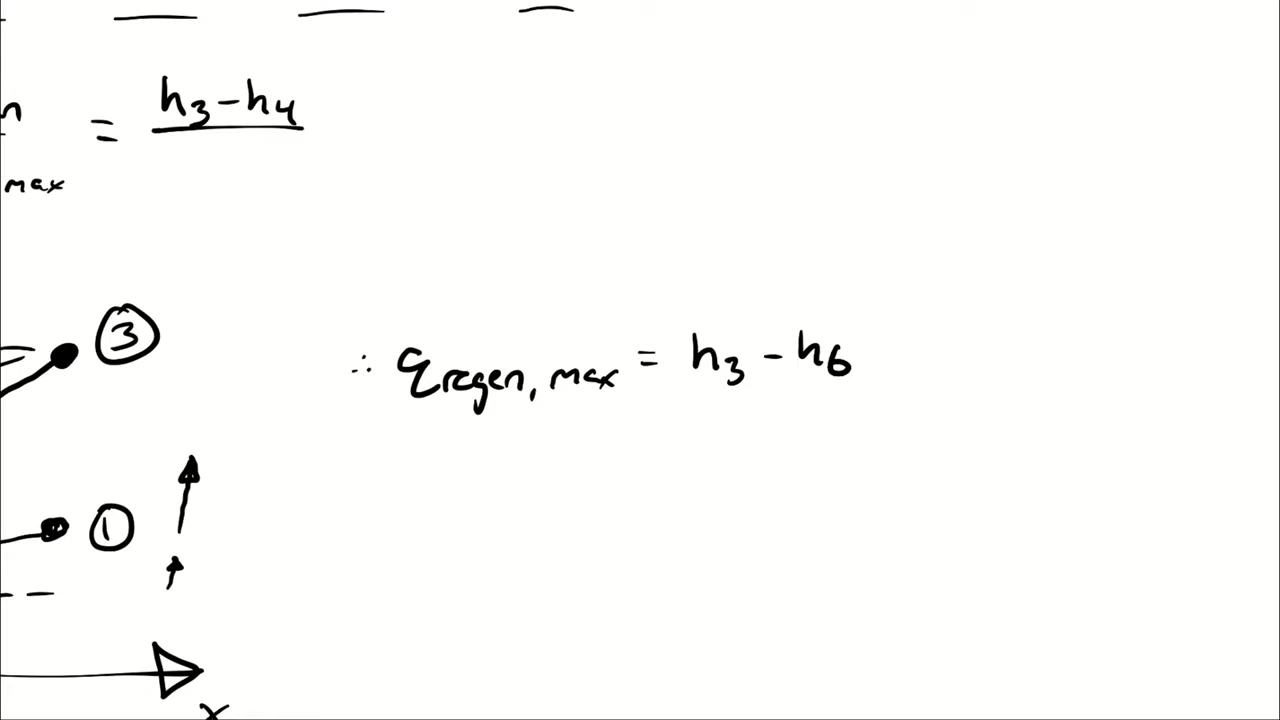 h₃ - h₄
n =
max
③
∴ qregen, max = h₃ - h₆
①
x